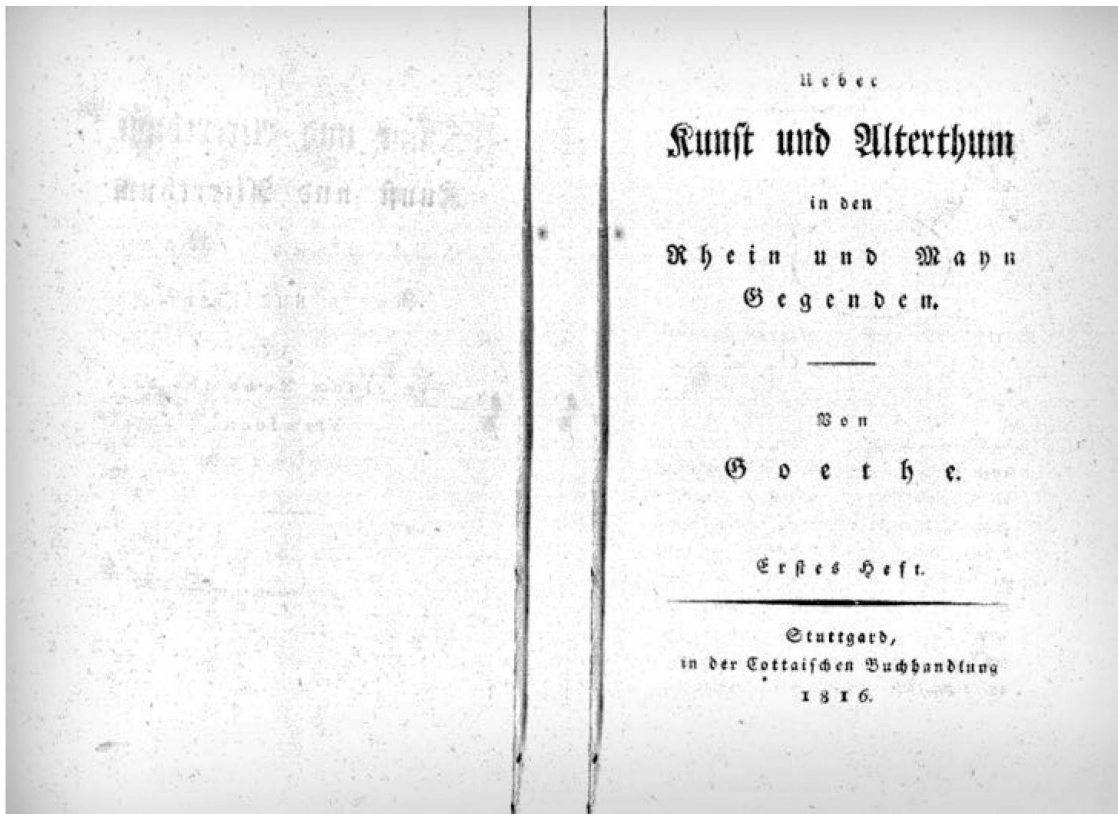 Ueber
Kunſt und Alterthum
in den
Rhein und Mayn
Gegenden.
Von
Goethe.
Erſtes Heft.
Stuttgard,
in der Cottaiſchen Buchhandlung
1816.